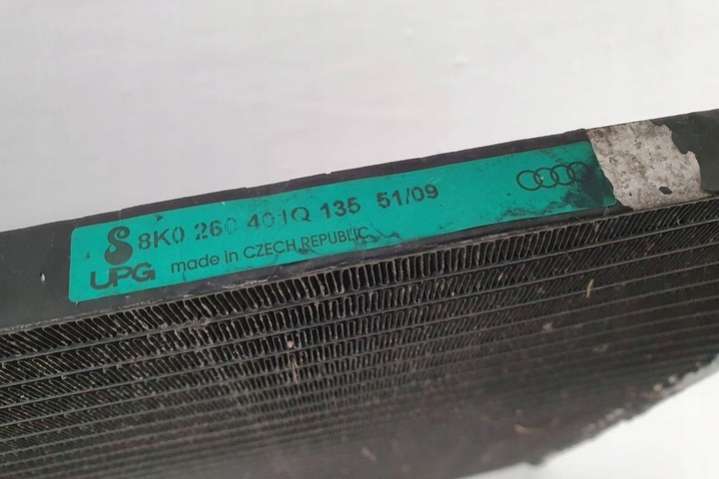 8K0 260 401Q 135 51/09
UPG made in CZECH REPUBLIC